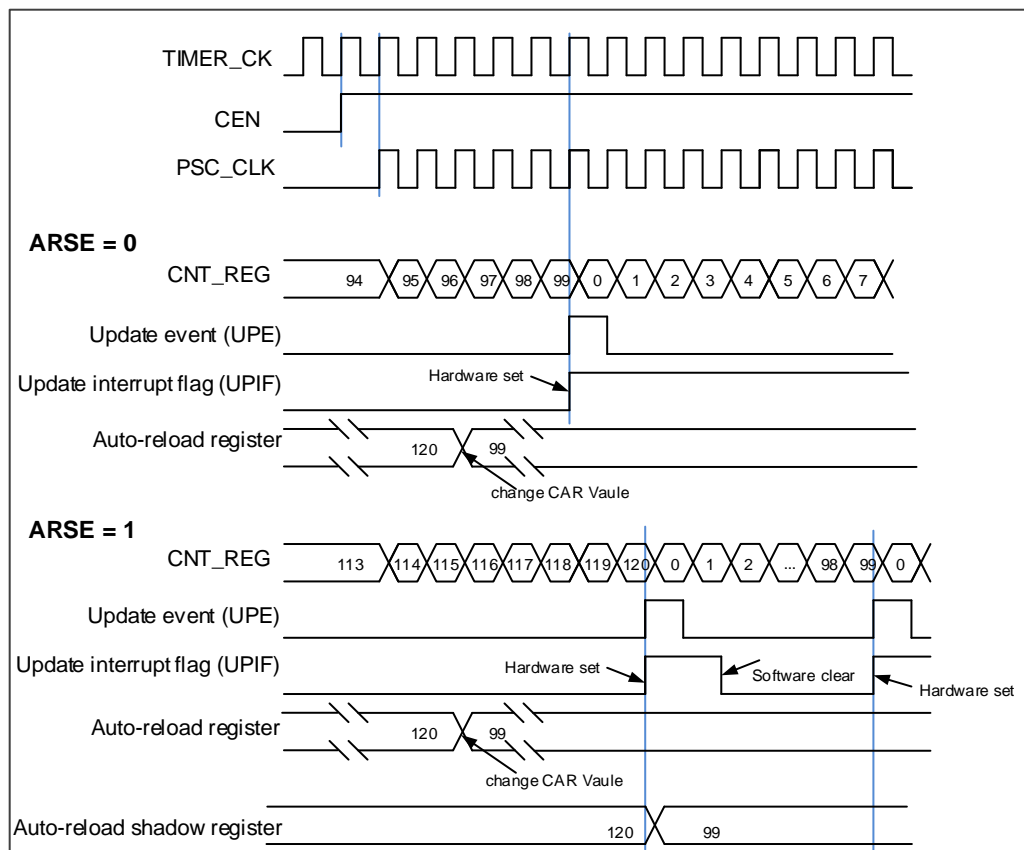 TIMER_CK
CEN
PSC_CLK
ARSE = 0
CNT_REG 94 95 96 97 98 99 0 1 2 3 4 5 6 7
Update event (UPE)
Update interrupt flag (UPIF) Hardware set
Auto-reload register 120 99
change CAR Vaule
ARSE = 1
CNT_REG 113 114 115 116 117 118 119 120 0 1 2 ... 98 99 0
Update event (UPE)
Update interrupt flag (UPIF) Hardware set Software clear Hardware set
Auto-reload register 120 99
change CAR Vaule
Auto-reload shadow register 120 99